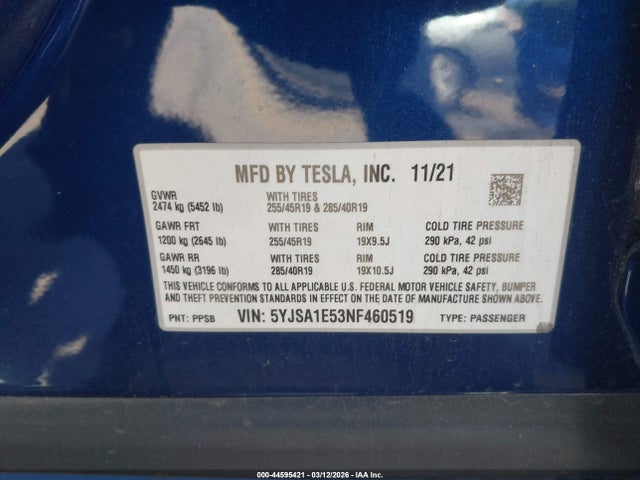 MFD BY TESLA, INC. 11/21
GVWR WITH TIRES
2474 kg (5452 lb) 255/45R19 & 285/40R19
GAWR FRT WITH TIRES RIM COLD TIRE PRESSURE
1200 kg (2645 lb) 255/45R19 19X9.5J 290 kPa, 42 psi
GAWR RR WITH TIRES RIM COLD TIRE PRESSURE
1450 kg (3196 lb) 285/40R19 19X10.5J 290 kPa, 42 psi
THIS VEHICLE CONFORMS TO ALL APPLICABLE U.S. FEDERAL MOTOR VEHICLE SAFETY, BUMPER
AND THEFT PREVENTION STANDARDS IN EFFECT ON THE DATE OF MANUFACTURE SHOWN ABOVE.
PNT: PPSB VIN: 5YJSA1E53NF460519 TYPE: PASSENGER
000-44595421 - 03/12/2026 - IAA Inc.